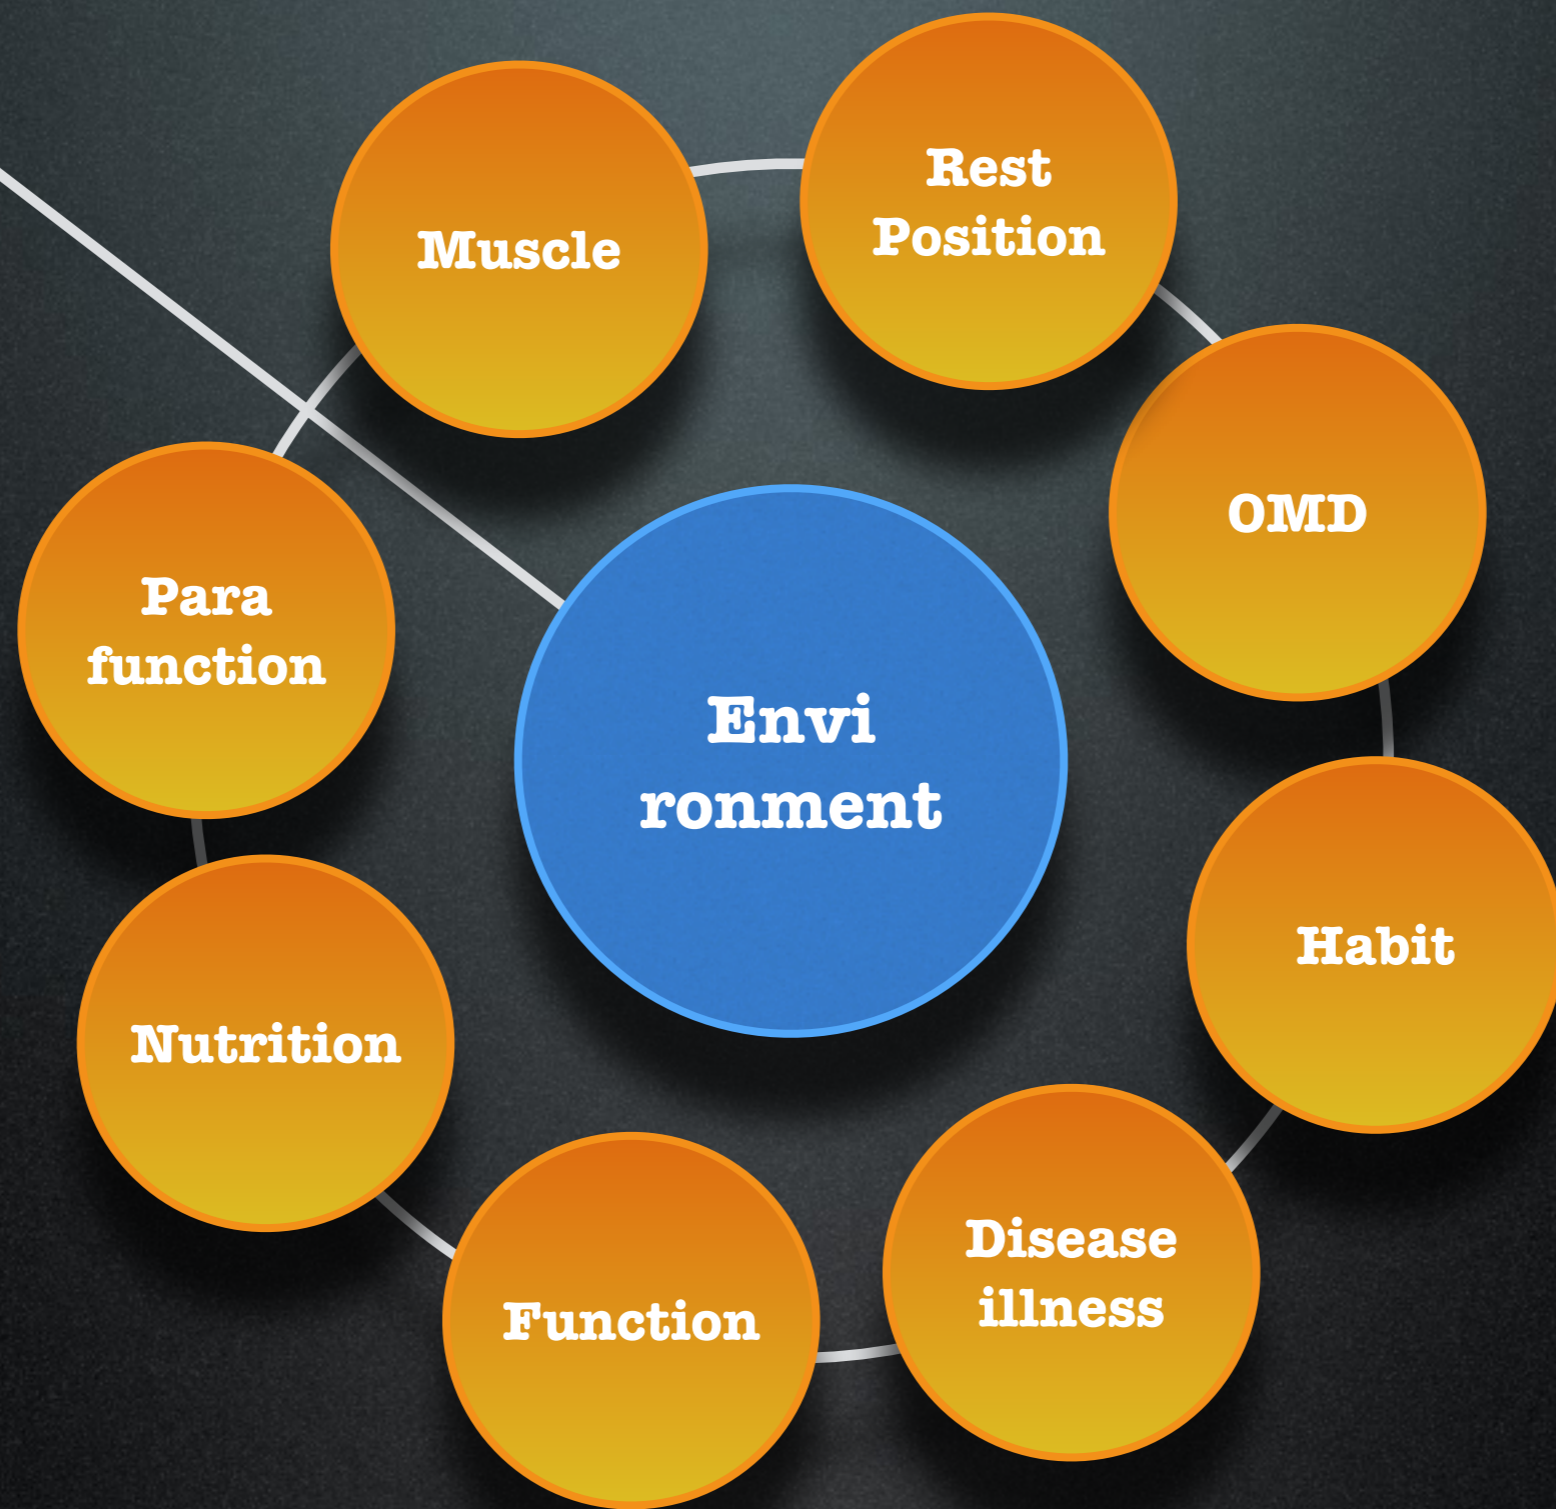 Rest
Position
Muscle
OMD
Para
function
Envi
ronment
Habit
Nutrition
Disease
illness
Function